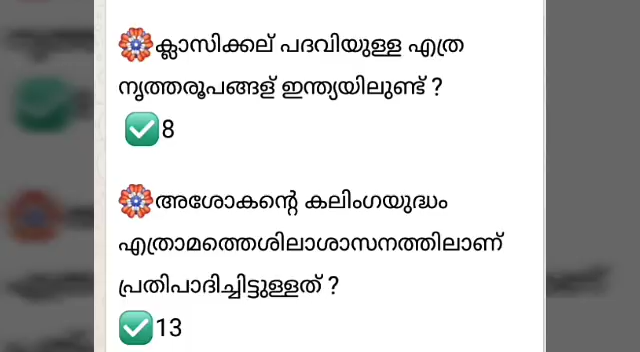 ക്ലാസിക്കല് പദവിയുള്ള എത്ര
നൃത്തരൂപങ്ങള് ഇന്ത്യയിലുണ്ട് ?
8
അശോകന്റെ കലിംഗയുദ്ധം
എത്രാമത്തെശിലാശാസനത്തിലാണ്
പ്രതിപാദിച്ചിട്ടുള്ളത് ?
13